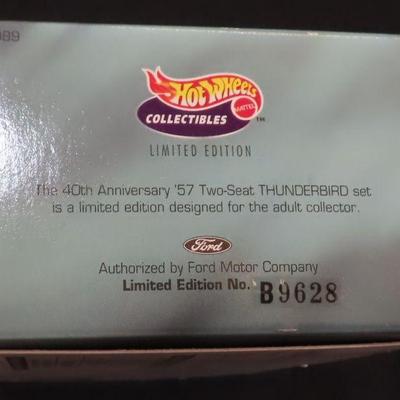 Hot Wheels
MATTEL
COLLECTIBLES ™
LIMITED EDITION
The 40th Anniversary '57 Two-Seat THUNDERBIRD set
is a limited edition designed for the adult collector.
Ford
Authorized by Ford Motor Company
Limited Edition No. B9628